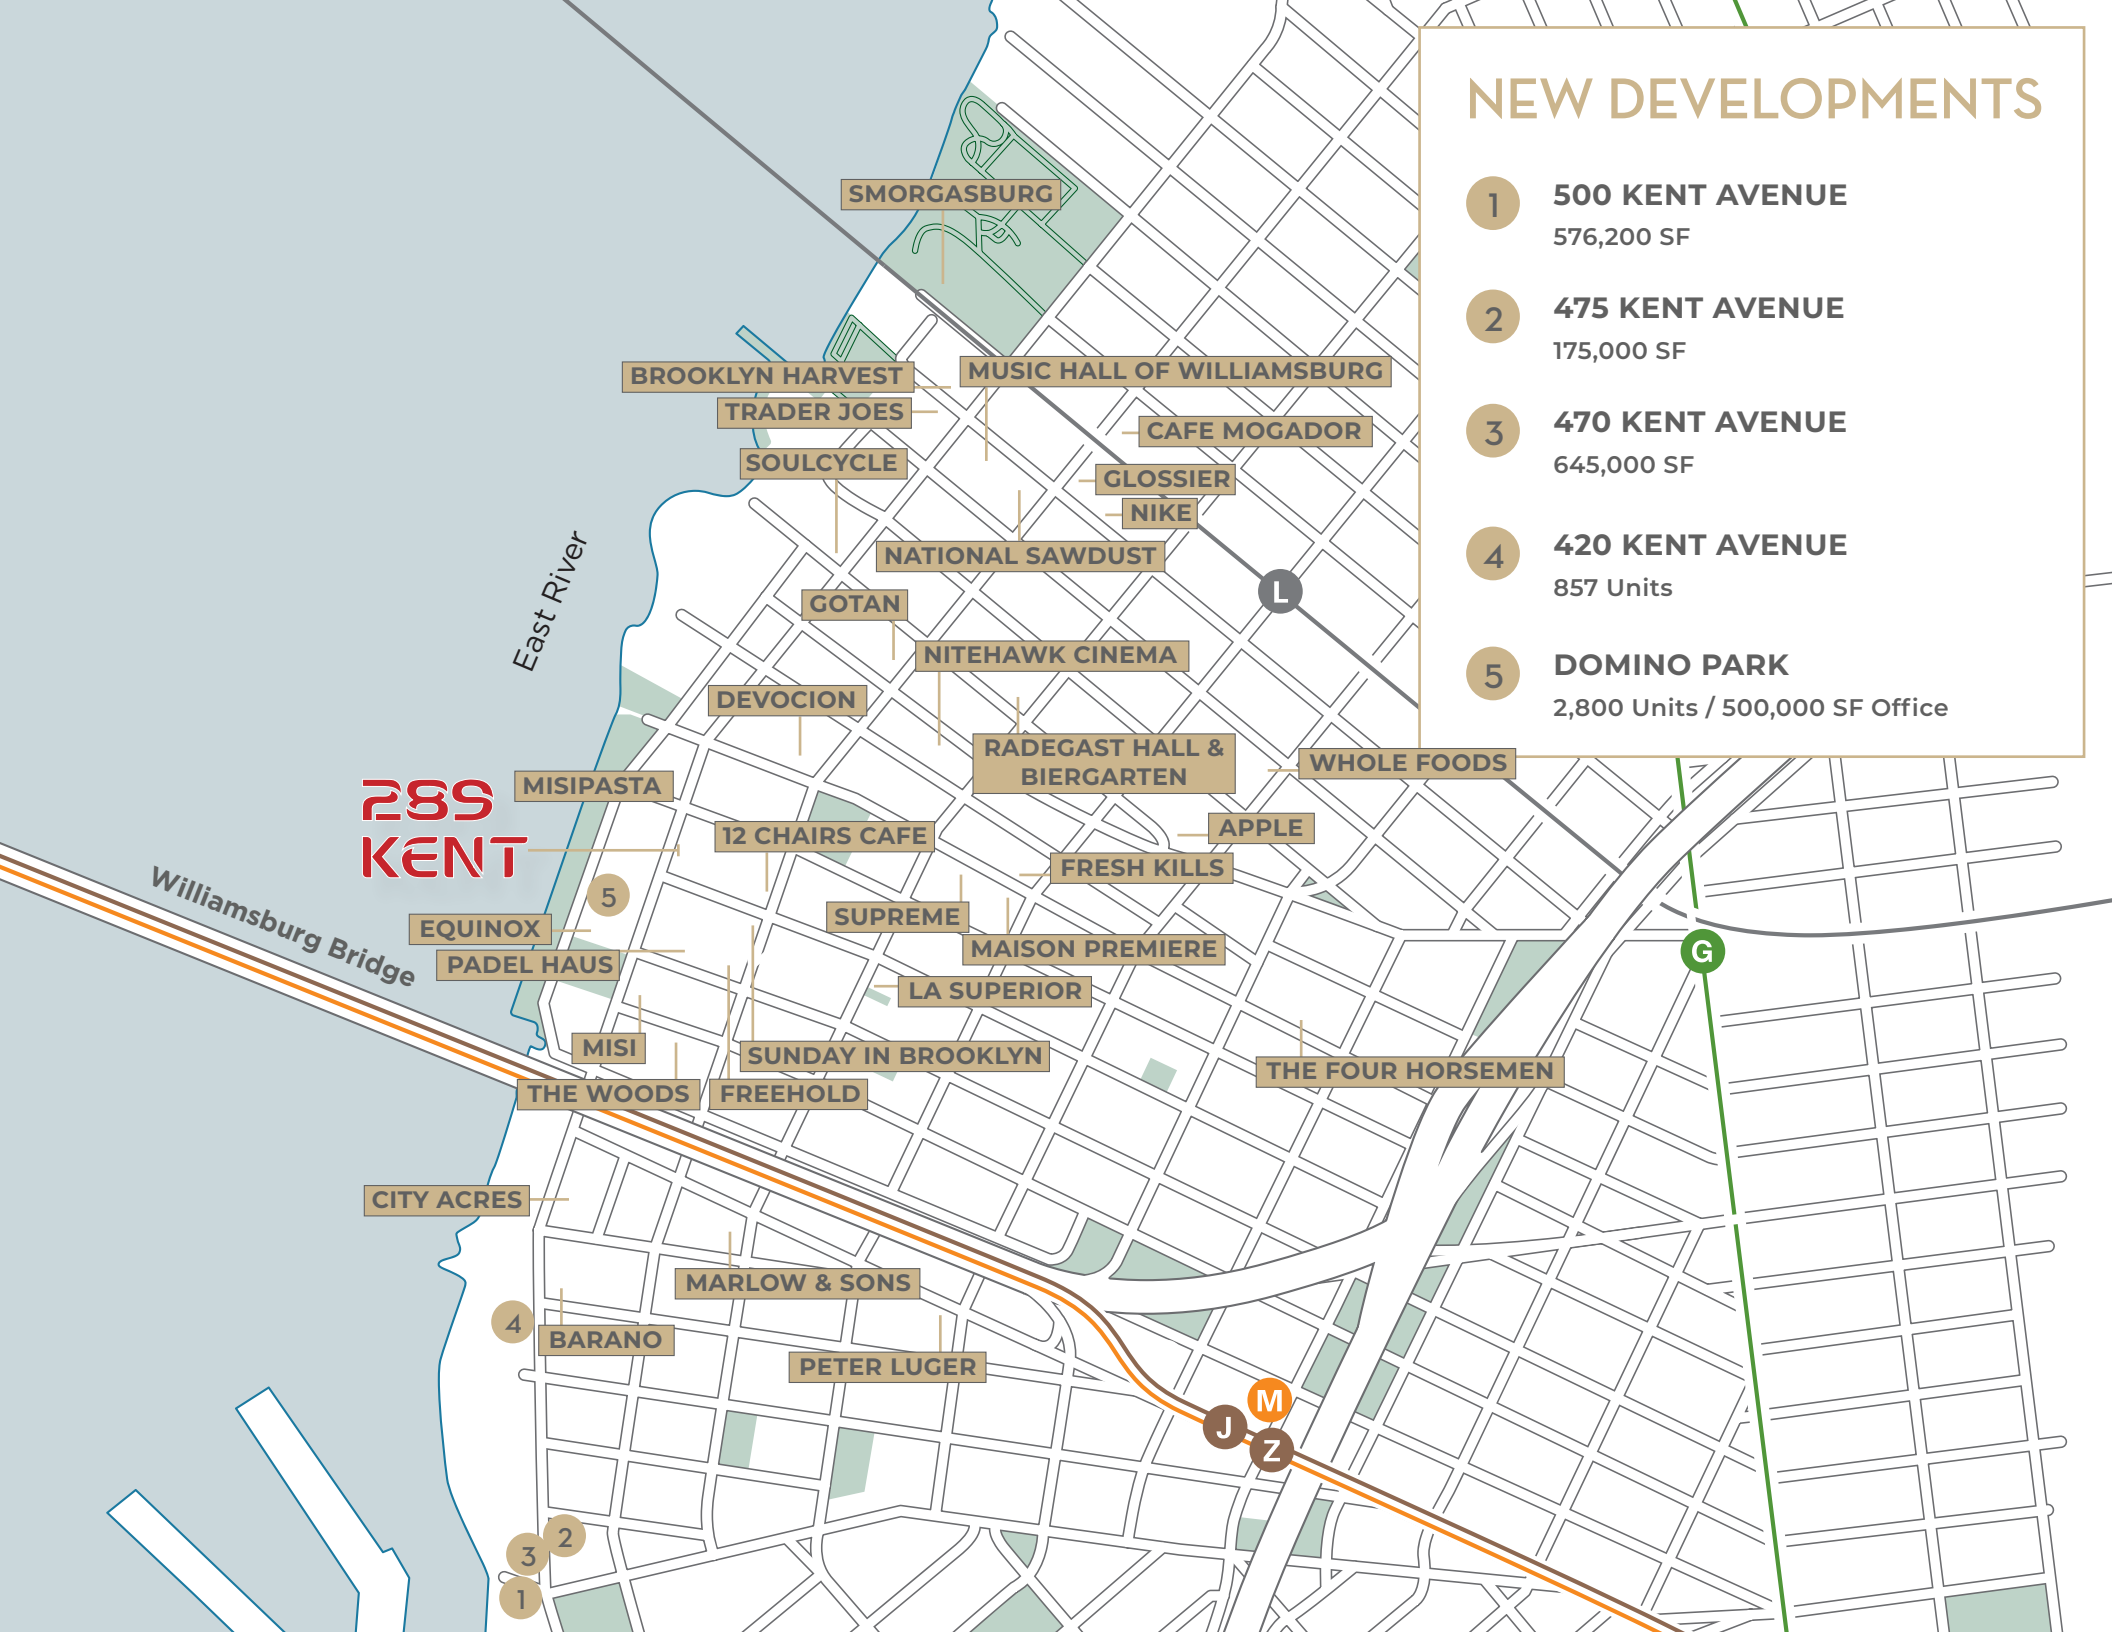 NEW DEVELOPMENTS
1
500 KENT AVENUE
576,200 SF
2
475 KENT AVENUE
175,000 SF
3
470 KENT AVENUE
645,000 SF
4
420 KENT AVENUE
857 Units
5
DOMINO PARK
2,800 Units / 500,000 SF Office
SMORGASBURG
BROOKLYN HARVEST
MUSIC HALL OF WILLIAMSBURG
TRADER JOES
CAFE MOGADOR
SOULCYCLE
GLOSSIER
NIKE
NATIONAL SAWDUST
L
East River
GOTAN
NITEHAWK CINEMA
DEVOCION
RADEGAST HALL &
BIERGARTEN
WHOLE FOODS
MISIPASTA
289
KENT
12 CHAIRS CAFE
APPLE
FRESH KILLS
5
Williamsburg Bridge
EQUINOX
SUPREME
MAISON PREMIERE
G
PADEL HAUS
LA SUPERIOR
MISI
SUNDAY IN BROOKLYN
THE FOUR HORSEMEN
THE WOODS
FREEHOLD
CITY ACRES
MARLOW & SONS
4
BARANO
PETER LUGER
M
J
Z
2
3
1